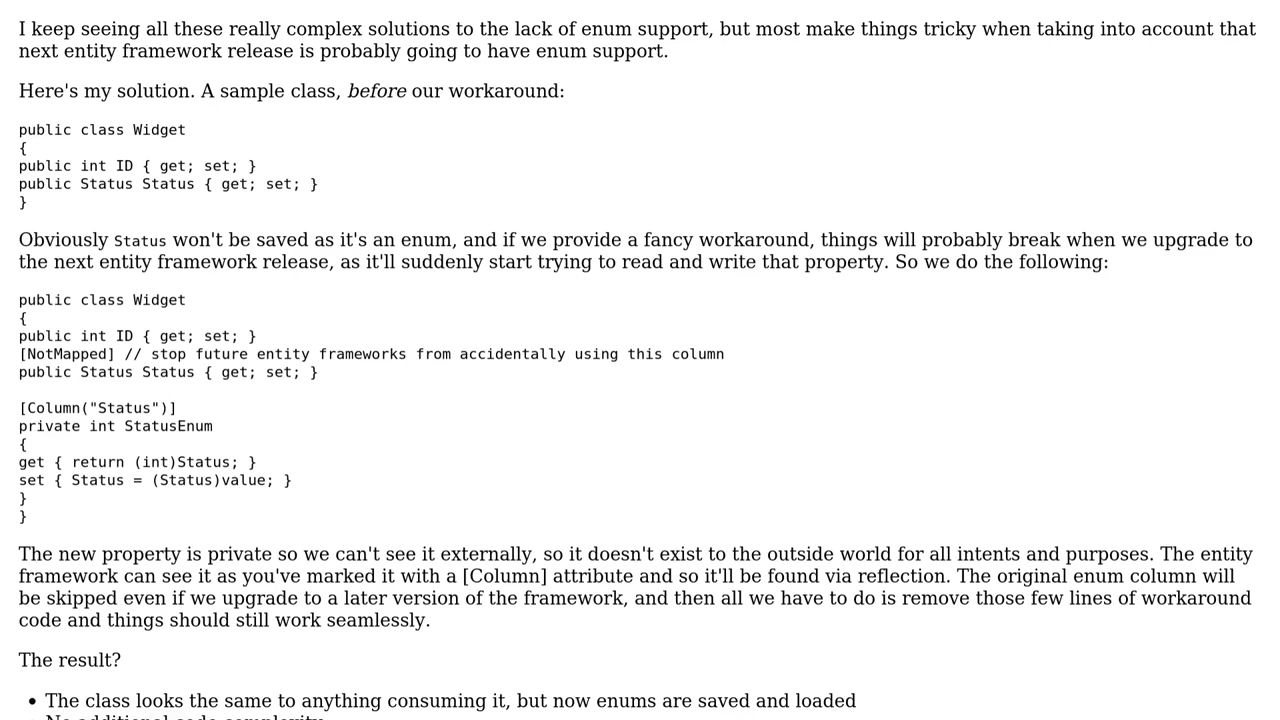 I keep seeing all these really complex solutions to the lack of enum support, but most make things tricky when taking into account that
next entity framework release is probably going to have enum support.
Here's my solution. A sample class, before our workaround:
public class Widget
{
public int ID { get; set; }
public Status Status { get; set; }
}
Obviously Status won't be saved as it's an enum, and if we provide a fancy workaround, things will probably break when we upgrade to
the next entity framework release, as it'll suddenly start trying to read and write that property. So we do the following:
public class Widget
{
public int ID { get; set; }
[NotMapped] // stop future entity frameworks from accidentally using this column
public Status Status { get; set; }
[Column("Status")]
private int StatusEnum
{
get { return (int)Status; }
set { Status = (Status)value; }
}
}
The new property is private so we can't see it externally, so it doesn't exist to the outside world for all intents and purposes. The entity
framework can see it as you've marked it with a [Column] attribute and so it'll be found via reflection. The original enum column will
be skipped even if we upgrade to a later version of the framework, and then all we have to do is remove those few lines of workaround
code and things should still work seamlessly.
The result?
• The class looks the same to anything consuming it, but now enums are saved and loaded
• No additional code complexity